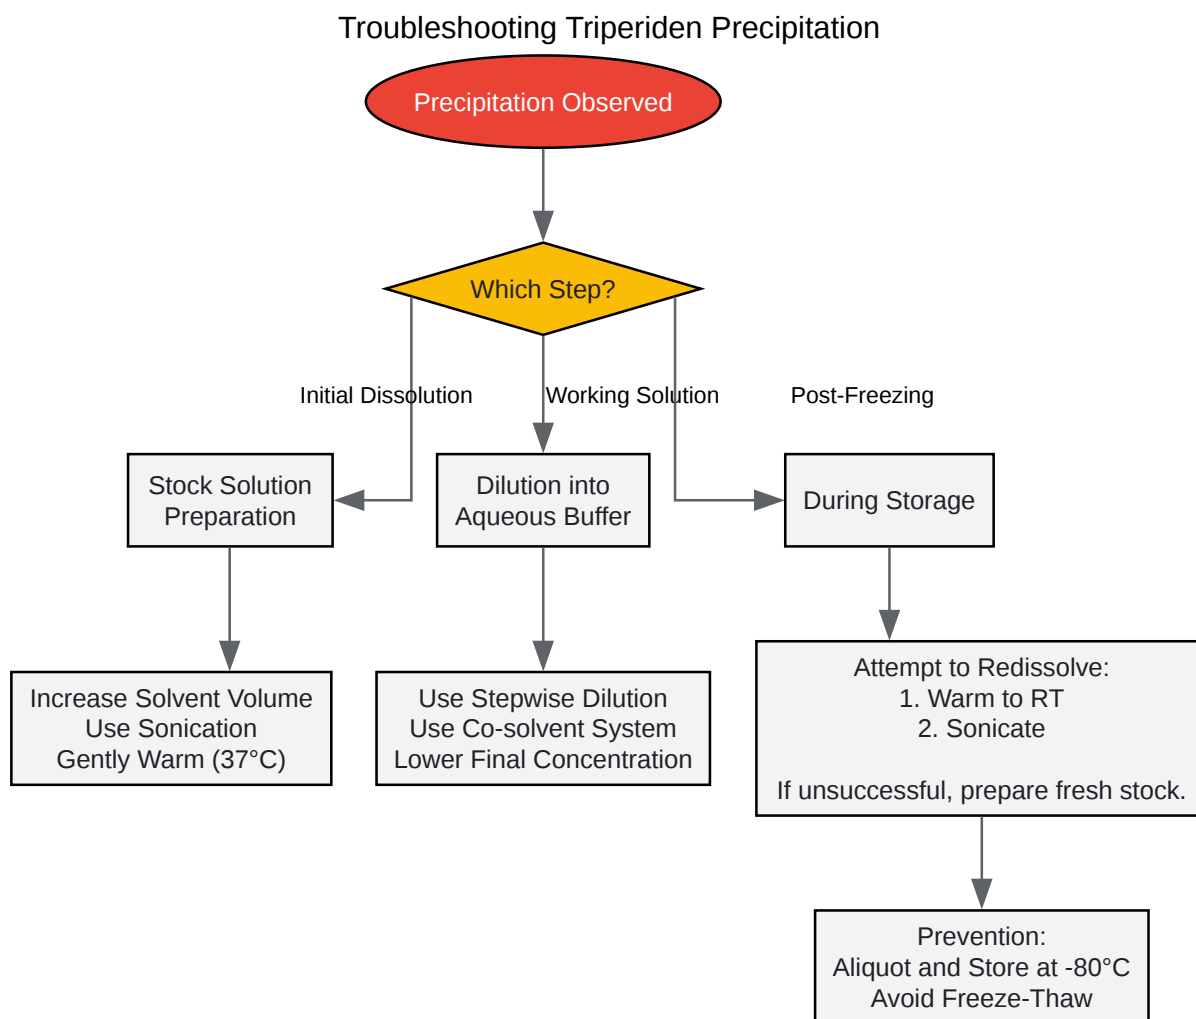 Troubleshooting Triperiden Precipitation
Precipitation Observed
Which Step?
Initial Dissolution
Working Solution
Post-Freezing
Stock Solution
Preparation
Dilution into
Aqueous Buffer
During Storage
Increase Solvent Volume
Use Sonication
Gently Warm (37°C)
Use Stepwise Dilution
Use Co-solvent System
Lower Final Concentration
Attempt to Redissolve:
1. Warm to RT
2. Sonicate
If unsuccessful, prepare fresh stock.
Prevention:
Aliquot and Store at -80°C
Avoid Freeze-Thaw